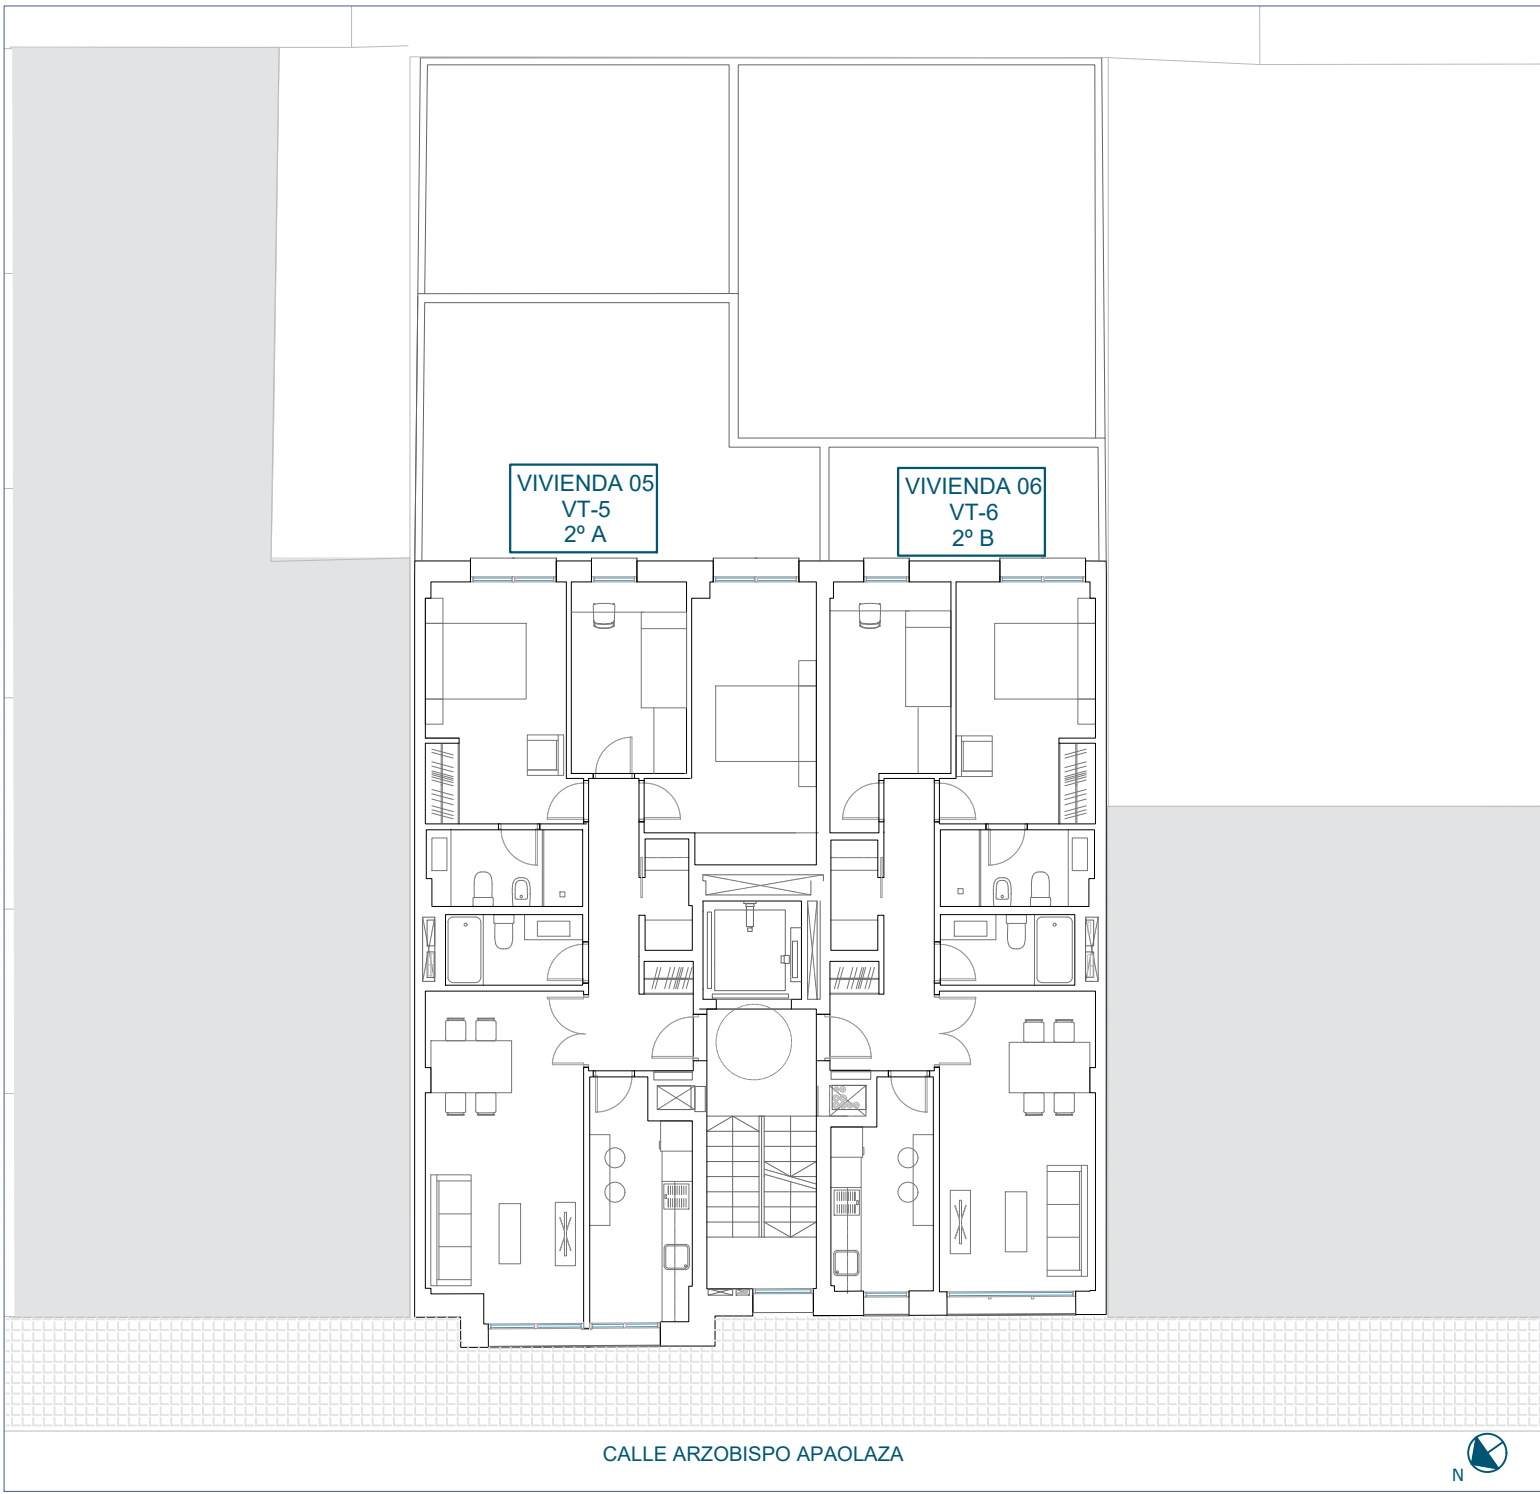 VIVIENDA 05
VT-5
2º A
VIVIENDA 06
VT-6
2º B
CALLE ARZOBISPO APAOLAZA
N